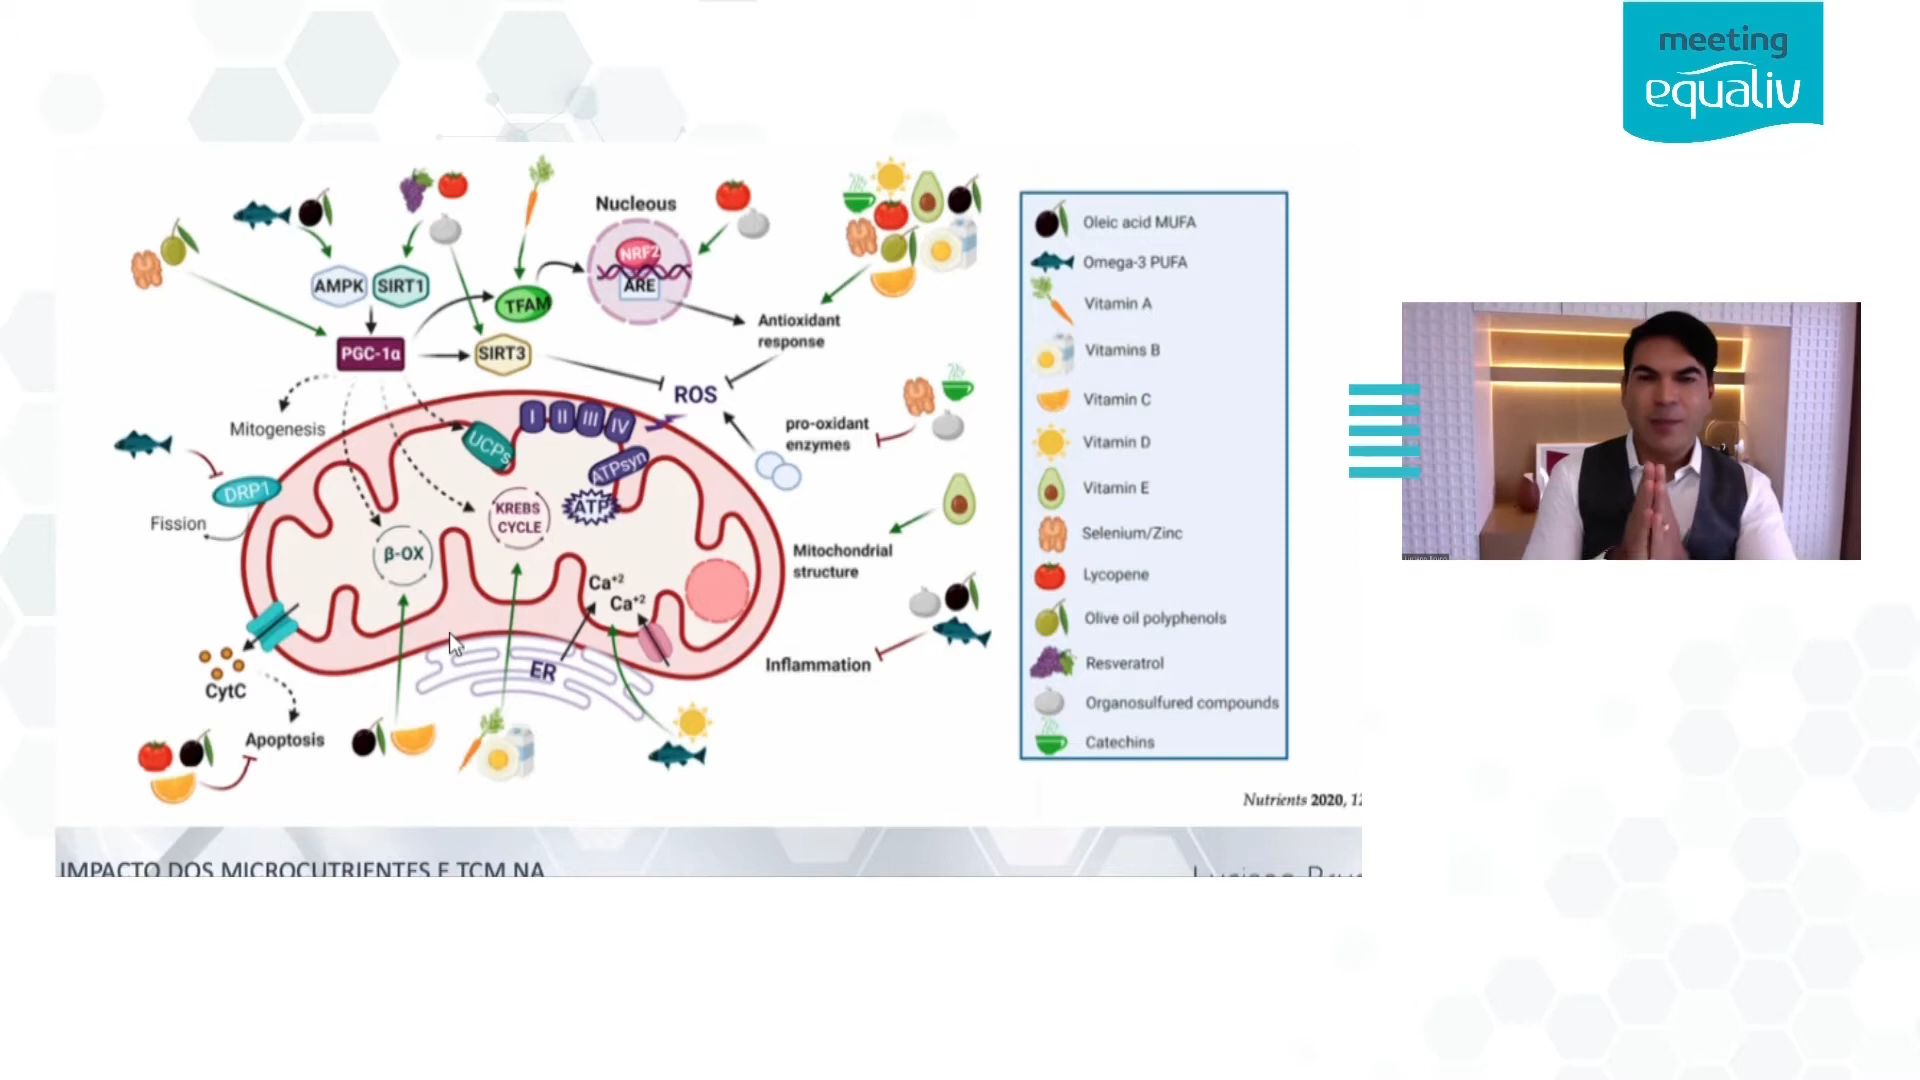 meeting
equaliv
Nucleous
NRF2
ARE
AMPK
SIRT1
TFAM
PGC-1α
SIRT3
Antioxidant
response
ROS
Mitogenesis
I
II
III
IV
UCPs
ATPsyn
ATP
pro-oxidant
enzymes
DRP1
Fission
KREBS
CYCLE
β-OX
Mitochondrial
structure
Ca+2
Ca+2
ER
Inflammation
CytC
Apoptosis
Oleic acid MUFA
Omega-3 PUFA
Vitamin A
Vitamins B
Vitamin C
Vitamin D
Vitamin E
Selenium/Zinc
Lycopene
Olive oil polyphenols
Resveratrol
Organosulfured compounds
Catechins
Nutrients 2020, 12
IMPACTO DOS MICROCUTRIENTES E TCM NA
Luciano